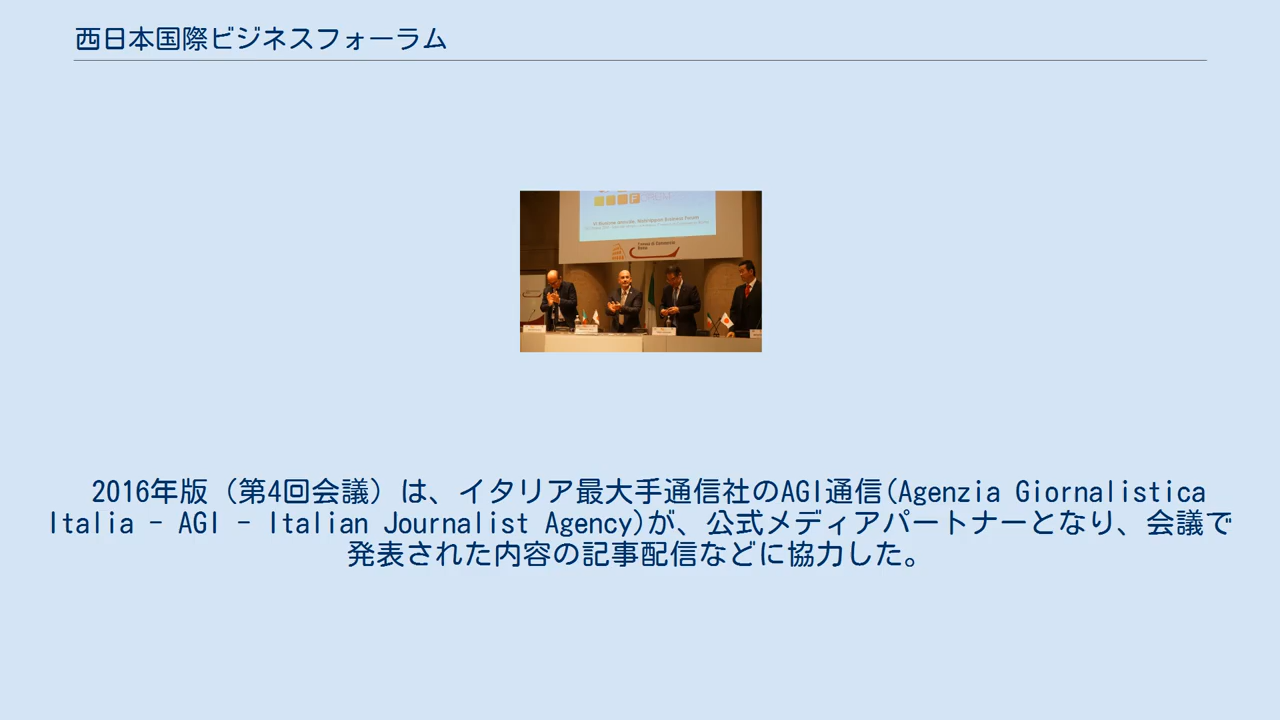 西日本国際ビジネスフォーラム
Camera di Commercio
Roma
2016年版（第4回会議）は、イタリア最大手通信社のAGI通信(Agenzia Giornalistica
Italia - AGI - Italian Journalist Agency)が、公式メディアパートナーとなり、会議で
発表された内容の記事配信などに協力した。